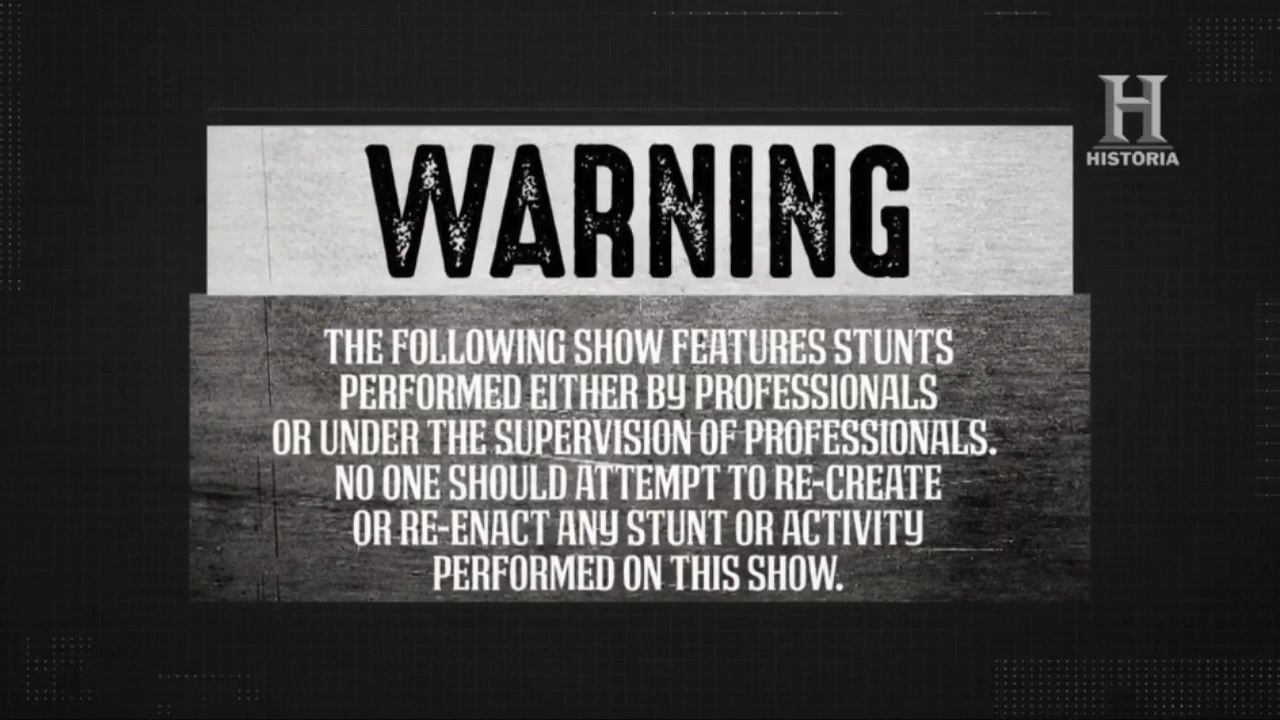 H
HISTORIA
WARNING
THE FOLLOWING SHOW FEATURES STUNTS
PERFORMED EITHER BY PROFESSIONALS
OR UNDER THE SUPERVISION OF PROFESSIONALS.
NO ONE SHOULD ATTEMPT TO RE-CREATE
OR RE-ENACT ANY STUNT OR ACTIVITY
PERFORMED ON THIS SHOW.